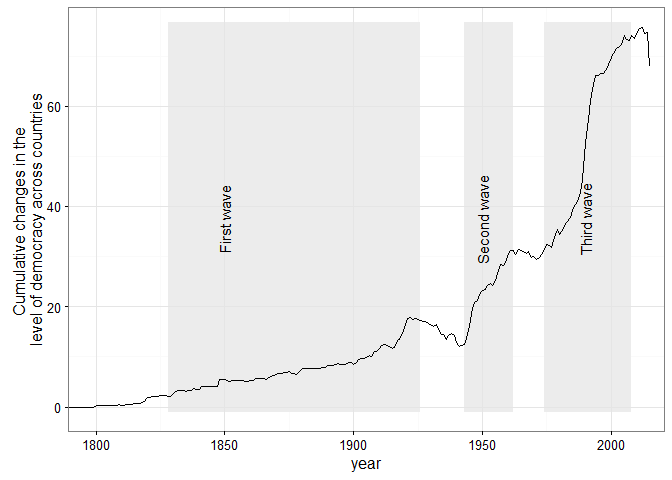 Cumulative changes in the
level of democracy across countries
60
40
20
0
First wave
Second wave
Third wave
1800
1850
1900
1950
2000
year